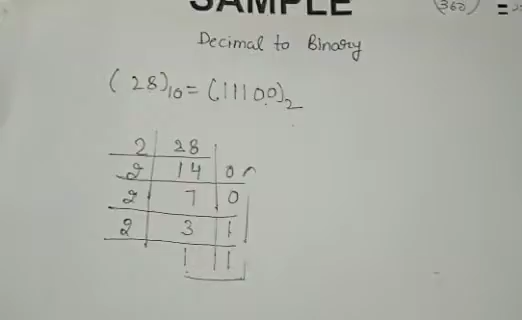 SAMPLE
(360) =
Decimal to Binary
(28)10 = (11100)2
2 28
2 14 0
2 7 0
2 3 1
1 1